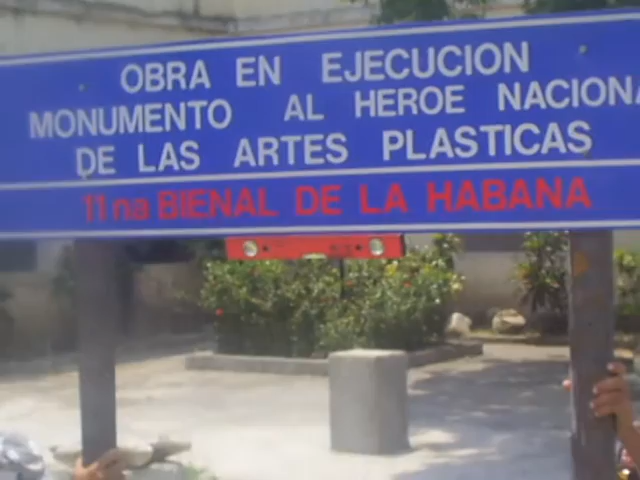 OBRA EN EJECUCION
MONUMENTO AL HEROE NACIONA
DE LAS ARTES PLASTICAS
11na BIENAL DE LA HABANA